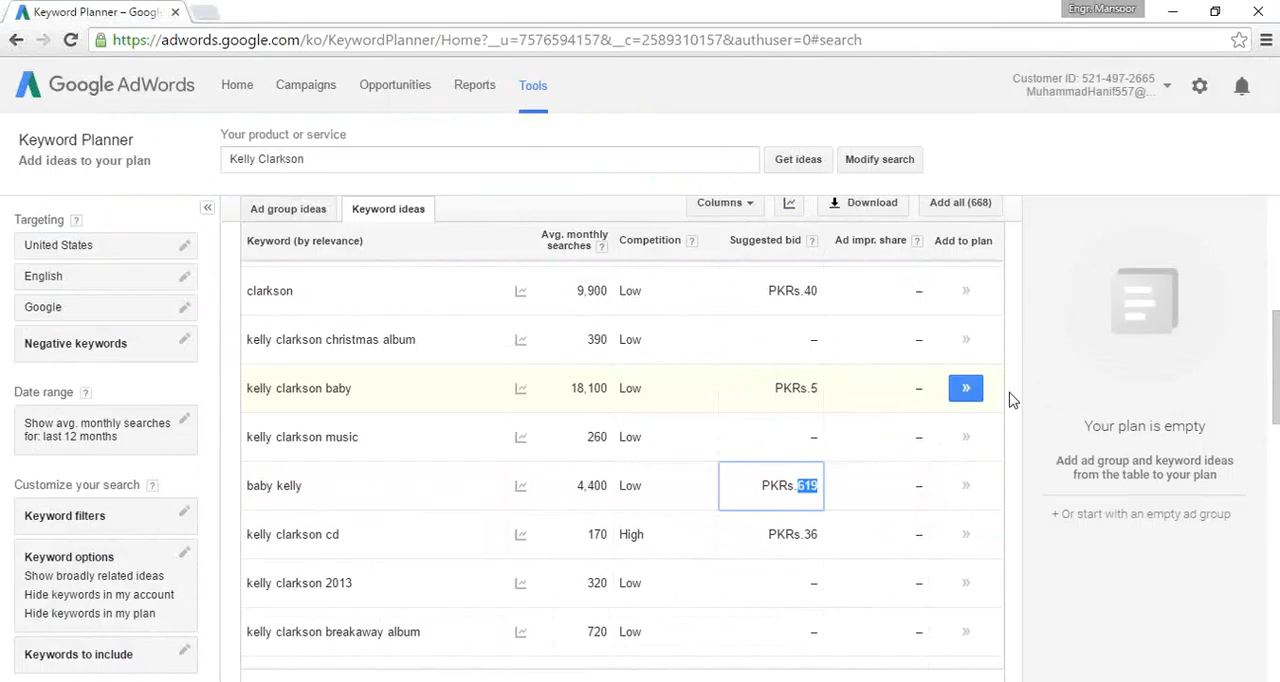 Keyword Planner – Googl
Engr. Mansoor
https://adwords.google.com/ko/KeywordPlanner/Home?__u=7576594157&__c=2589310157&authuser=0#search
Google AdWords
Home
Campaigns
Opportunities
Reports
Tools
Customer ID: 521-497-2665
MuhammadHanif557@...
Keyword Planner
Add ideas to your plan
Your product or service
Kelly Clarkson
Get ideas
Modify search
Targeting ?
United States
English
Google
Negative keywords
Date range ?
Show avg. monthly searches
for: last 12 months
Customize your search ?
Keyword filters
Keyword options
Show broadly related ideas
Hide keywords in my account
Hide keywords in my plan
Keywords to include
Ad group ideas
Keyword ideas
Columns
Download
Add all (668)
Keyword (by relevance)
Avg. monthly
searches ?
Competition ?
Suggested bid ?
Ad impr. share ?
Add to plan
clarkson 9,900 Low PKRs.40 – »
kelly clarkson christmas album 390 Low – – »
kelly clarkson baby 18,100 Low PKRs.5 – »
kelly clarkson music 260 Low – – »
baby kelly 4,400 Low PKRs.619 – »
kelly clarkson cd 170 High PKRs.36 – »
kelly clarkson 2013 320 Low – – »
kelly clarkson breakaway album 720 Low – – »
Your plan is empty
Add ad group and keyword ideas
from the table to your plan
+ Or start with an empty ad group